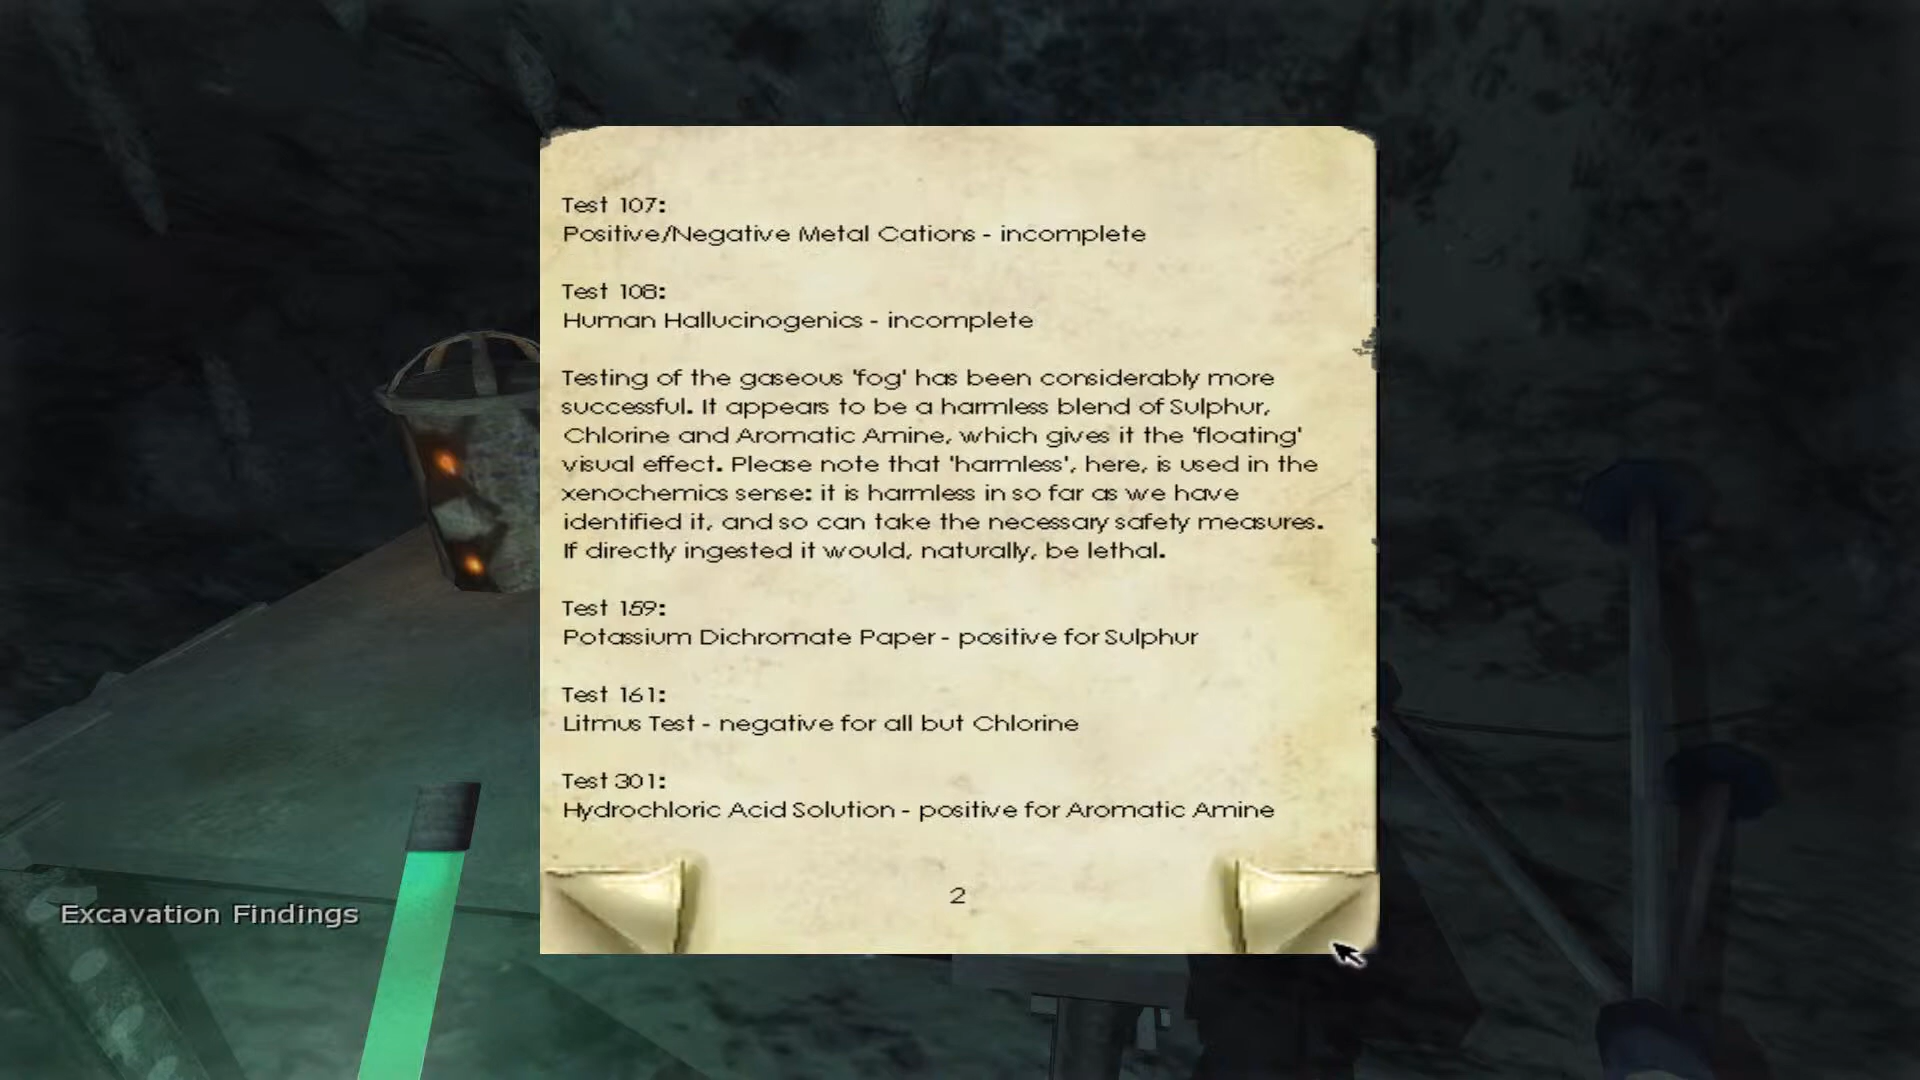 Test 107:
Positive/Negative Metal Cations - incomplete
Test 108:
Human Hallucinogenics - incomplete
Testing of the gaseous 'fog' has been considerably more
successful. It appears to be a harmless blend of Sulphur,
Chlorine and Aromatic Amine, which gives it the 'floating'
visual effect. Please note that 'harmless', here, is used in the
xenochemics sense: it is harmless in so far as we have
identified it, and so can take the necessary safety measures.
If directly ingested it would, naturally, be lethal.
Test 159:
Potassium Dichromate Paper - positive for Sulphur
Test 161:
Litmus Test - negative for all but Chlorine
Test 301:
Hydrochloric Acid Solution - positive for Aromatic Amine
2
Excavation Findings